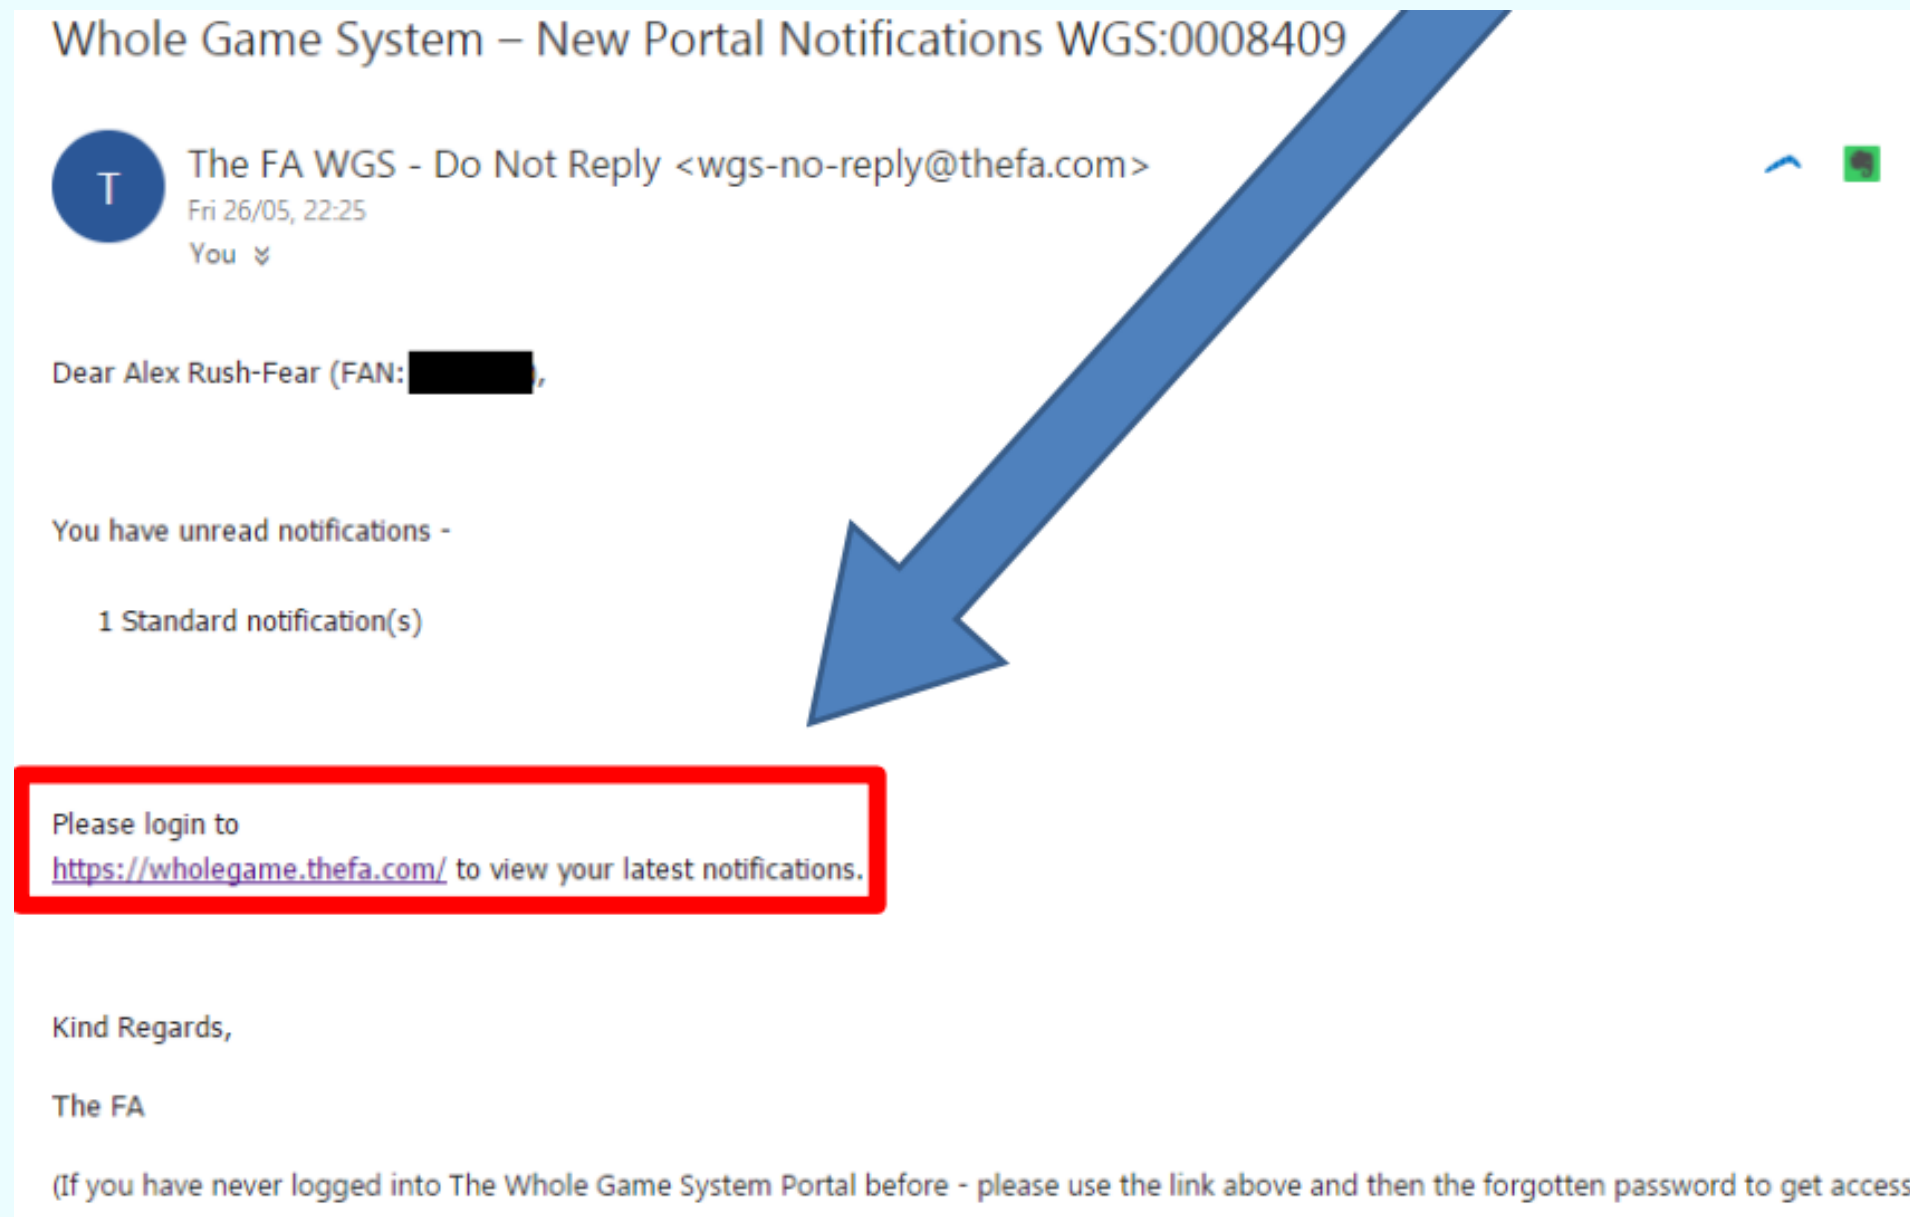 Whole Game System – New Portal Notifications WGS:0008409
T
The FA WGS - Do Not Reply <wgs-no-reply@thefa.com>
Fri 26/05, 22:25
You
Dear Alex Rush-Fear (FAN: ,
You have unread notifications -
1 Standard notification(s)
Please login to
https://wholegame.thefa.com/ to view your latest notifications.
Kind Regards,
The FA
(If you have never logged into The Whole Game System Portal before - please use the link above and then the forgotten password to get access